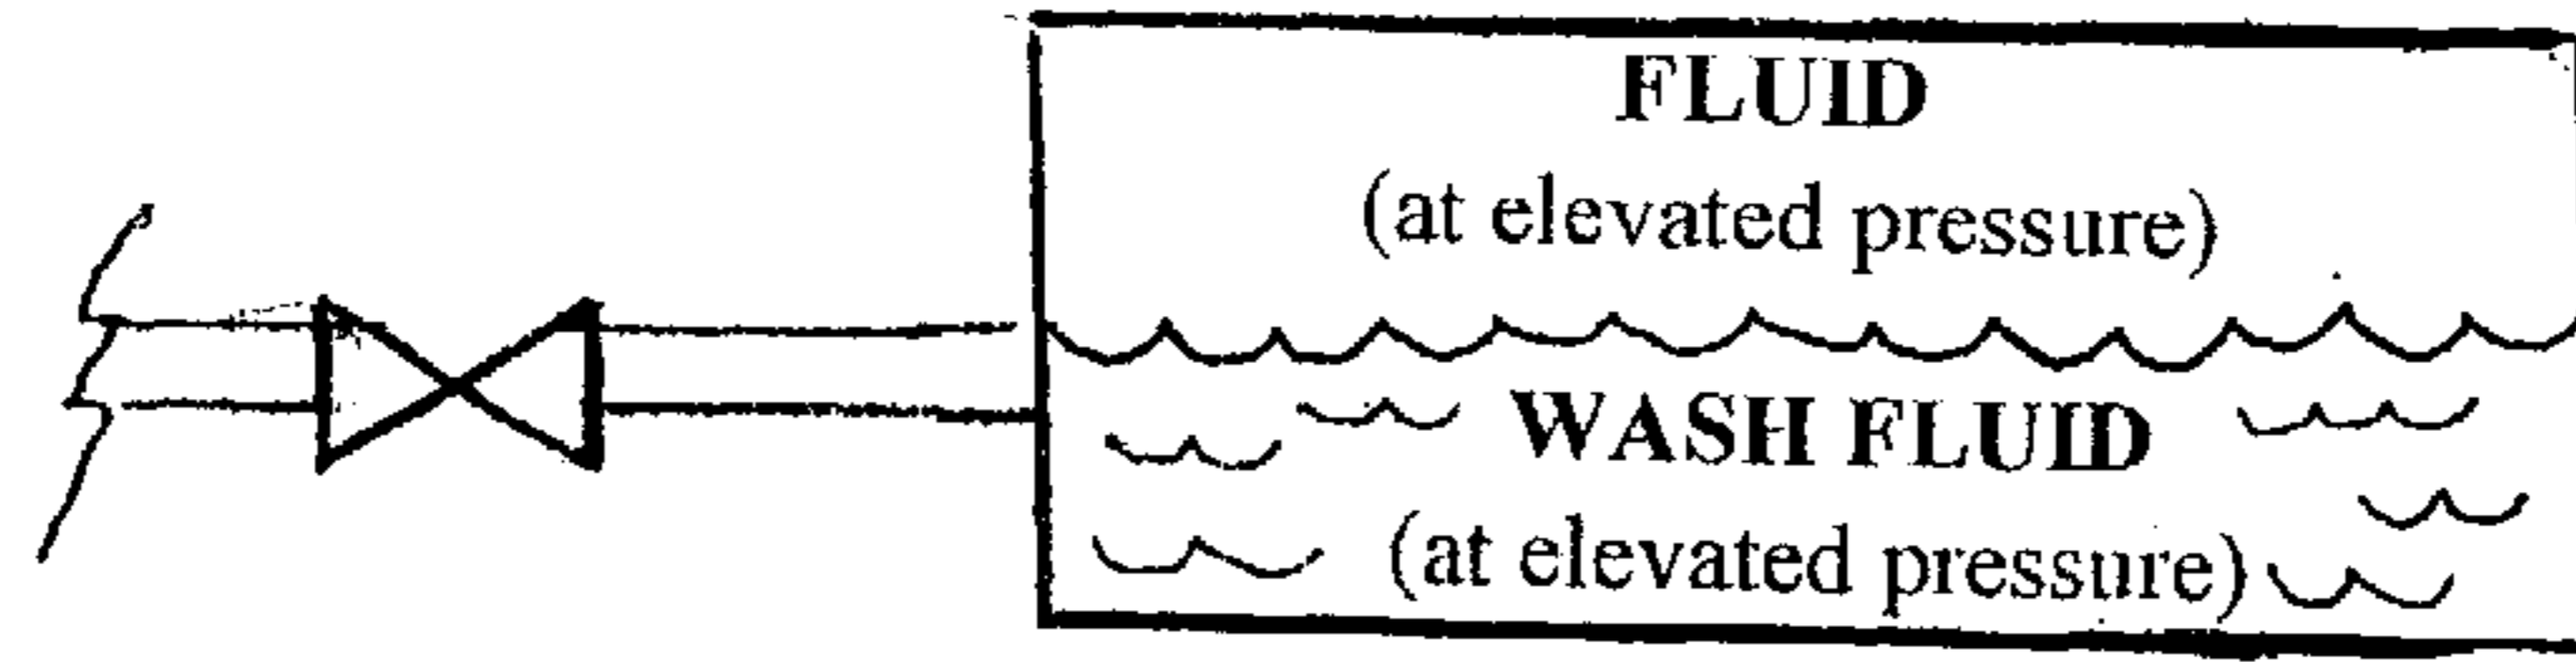 FLUID
(at elevated pressure)
WASH FLUID
(at elevated pressure)